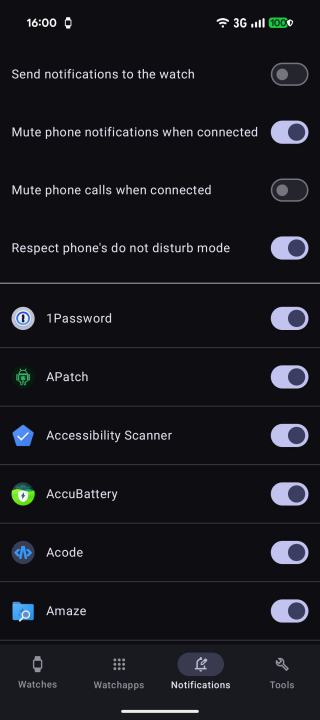 16:00 3G 100
Send notifications to the watch
Mute phone notifications when connected
Mute phone calls when connected
Respect phone's do not disturb mode
1Password
APatch
Accessibility Scanner
AccuBattery
Acode
Amaze
Watches Watchapps Notifications Tools